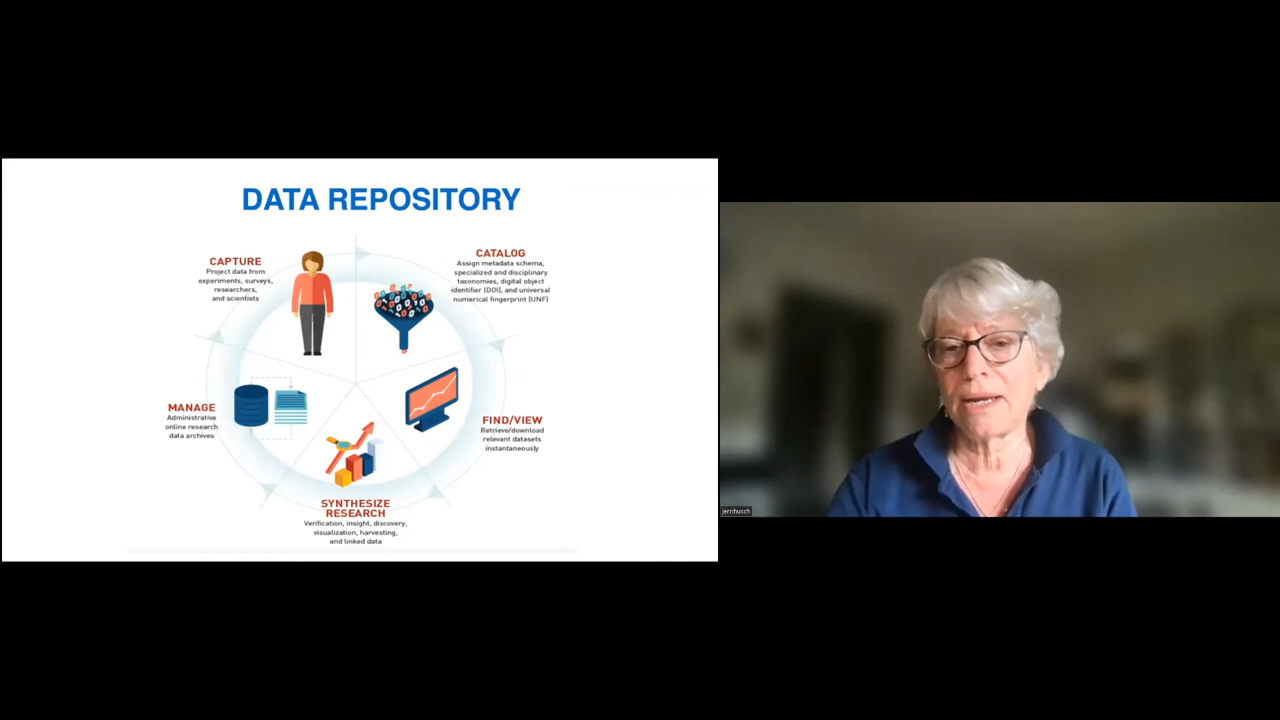 DATA REPOSITORY
CAPTURE
Project data from
experiments, surveys,
researchers,
and scientists
CATALOG
Assign metadata schema,
specialized and disciplinary
taxonomies, digital object
identifier (DOI), and universal
numerical fingerprint (UNF)
MANAGE
Administrative
online research
data archives
FIND/VIEW
Retrieve/download
relevant datasets
instantaneously
SYNTHESIZE
RESEARCH
Verification, insight, discovery,
visualization, harvesting,
and linked data
jerrihusch